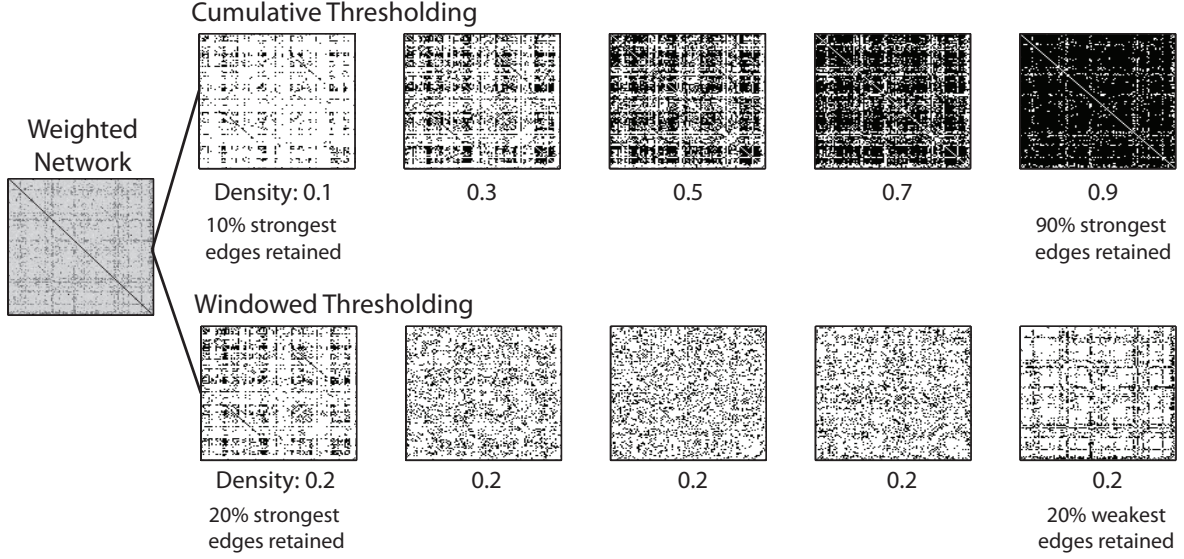 Cumulative Thresholding
Weighted
Network
Density: 0.1
0.3
0.5
0.7
0.9
10% strongest
edges retained
90% strongest
edges retained
Windowed Thresholding
Density: 0.2
0.2
0.2
0.2
0.2
20% strongest
edges retained
20% weakest
edges retained